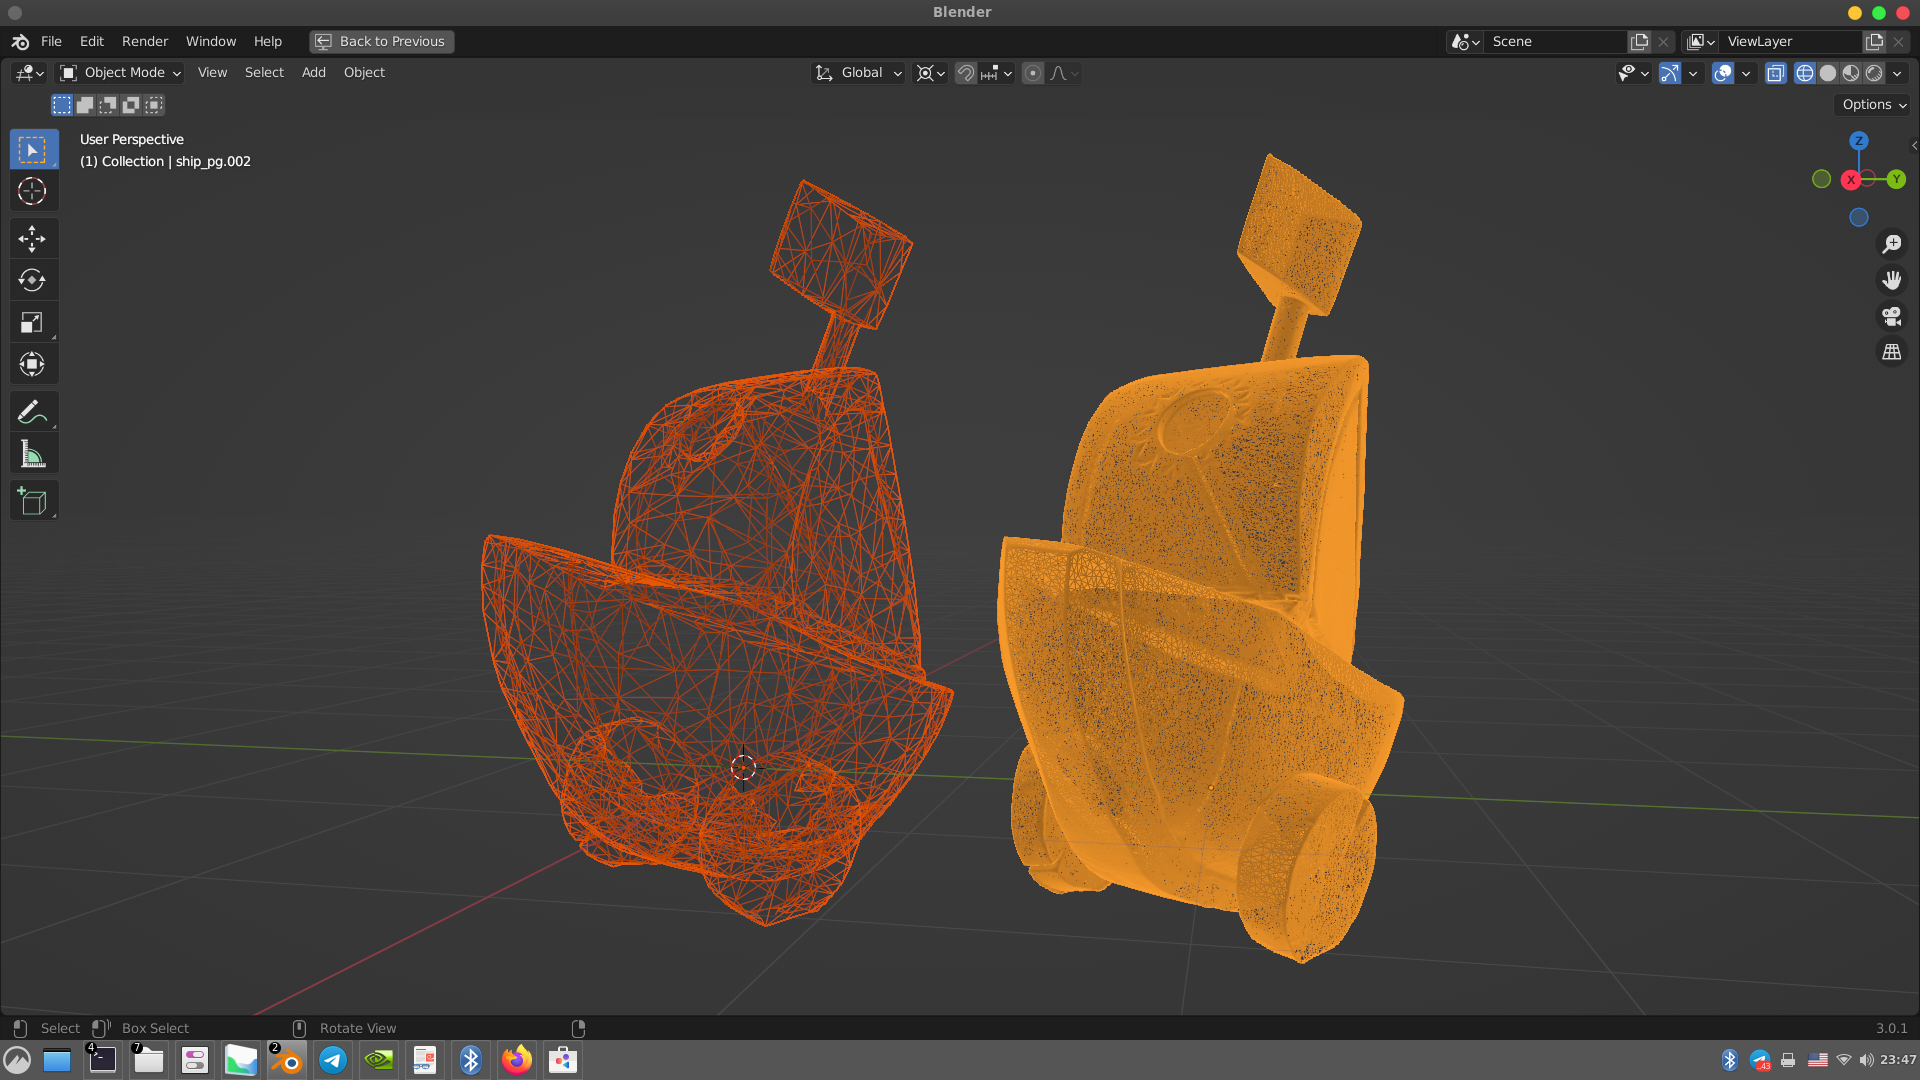 Blender
File Edit Render Window Help Back to Previous Scene ViewLayer
Object Mode View Select Add Object Global
Options
User Perspective
(1) Collection | ship_pg.002
Z
X Y
Select Box Select Rotate View 3.0.1
4 7 2 43 23:47